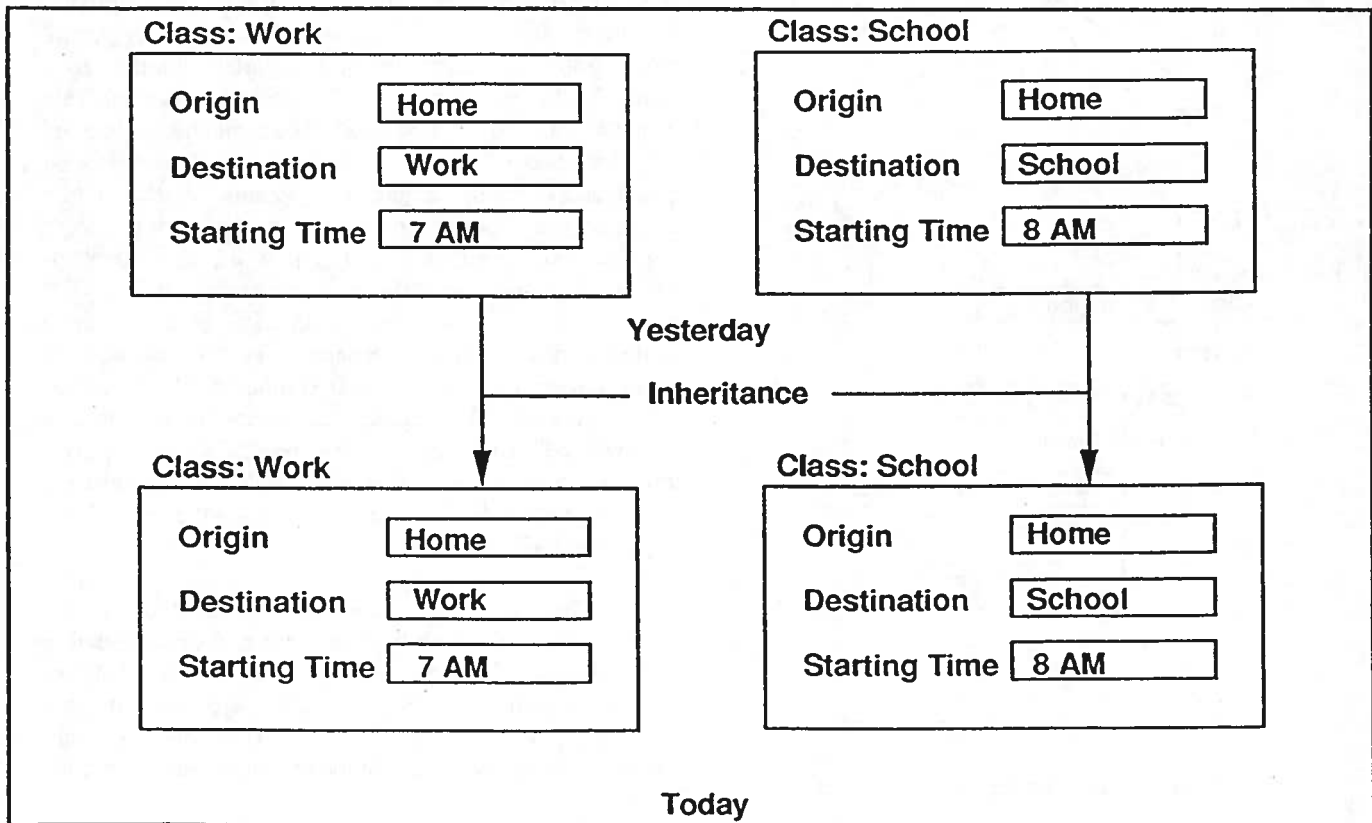 Class: Work
Origin Home
Destination Work
Starting Time 7 AM
Class: School
Origin Home
Destination School
Starting Time 8 AM
Yesterday
Inheritance
Class: Work
Origin Home
Destination Work
Starting Time 7 AM
Class: School
Origin Home
Destination School
Starting Time 8 AM
Today